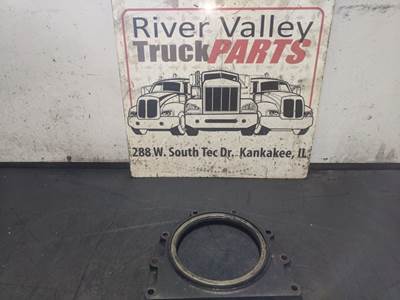 River Valley
TruckPARTS
288 W. South Tec Dr. Kankakee, IL